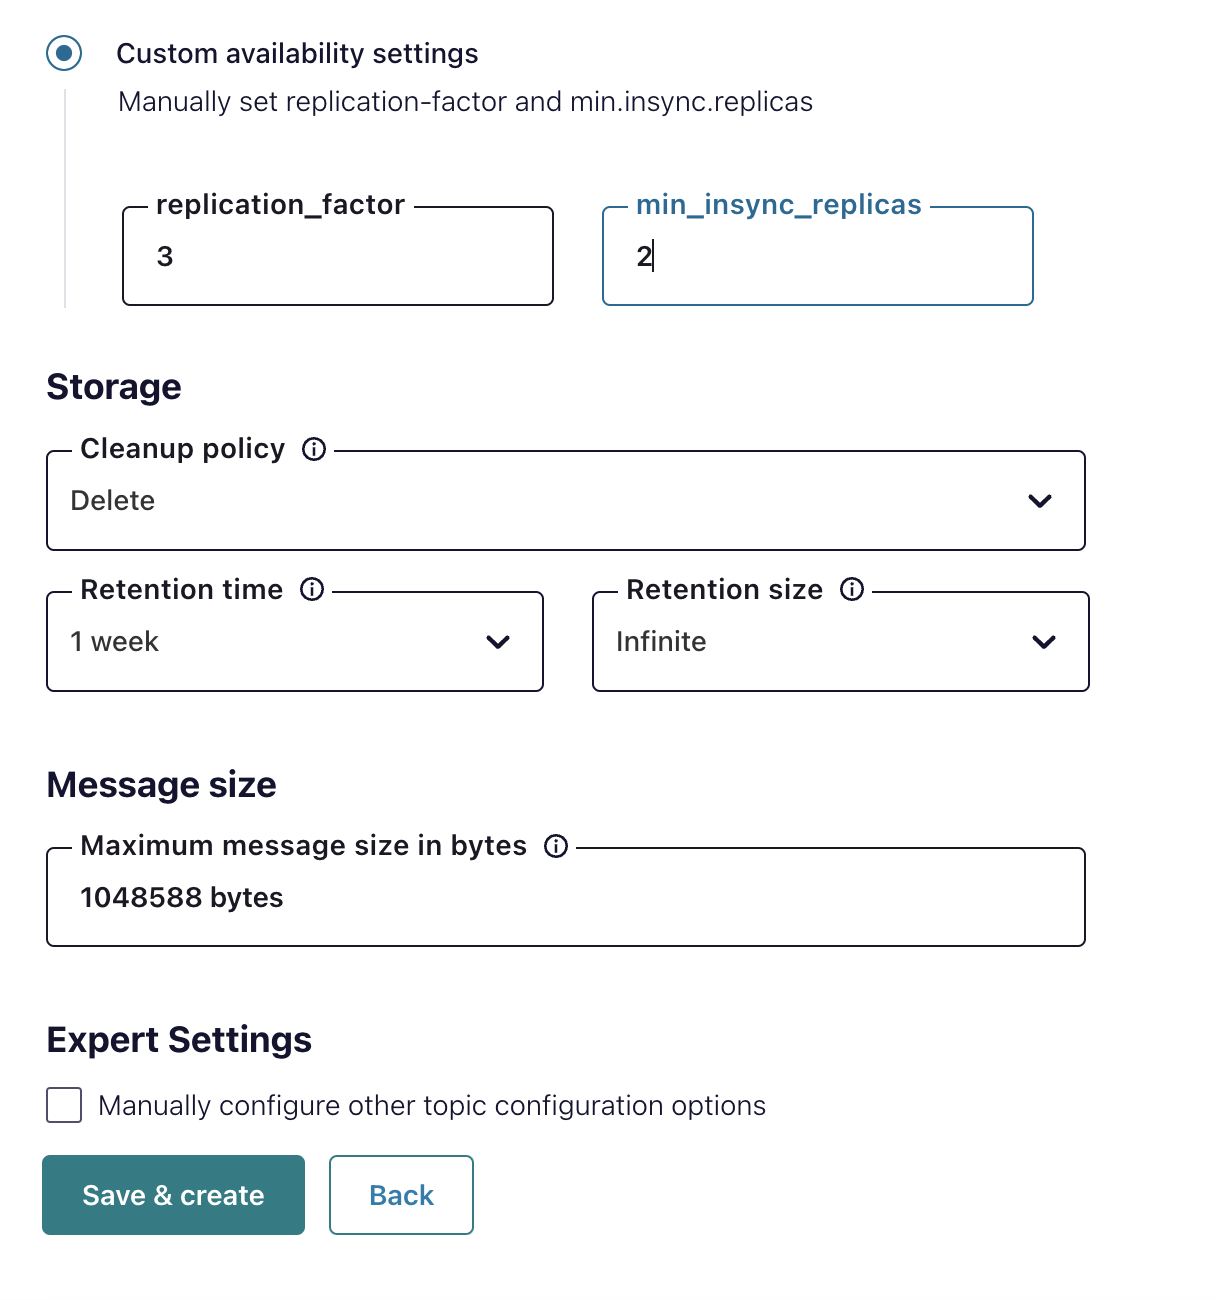 Custom availability settings
Manually set replication-factor and min.insync.replicas
replication_factor
3
min_insync_replicas
2
Storage
Cleanup policy
Delete
Retention time
1 week
Retention size
Infinite
Message size
Maximum message size in bytes
1048588 bytes
Expert Settings
Manually configure other topic configuration options
Save & create
Back